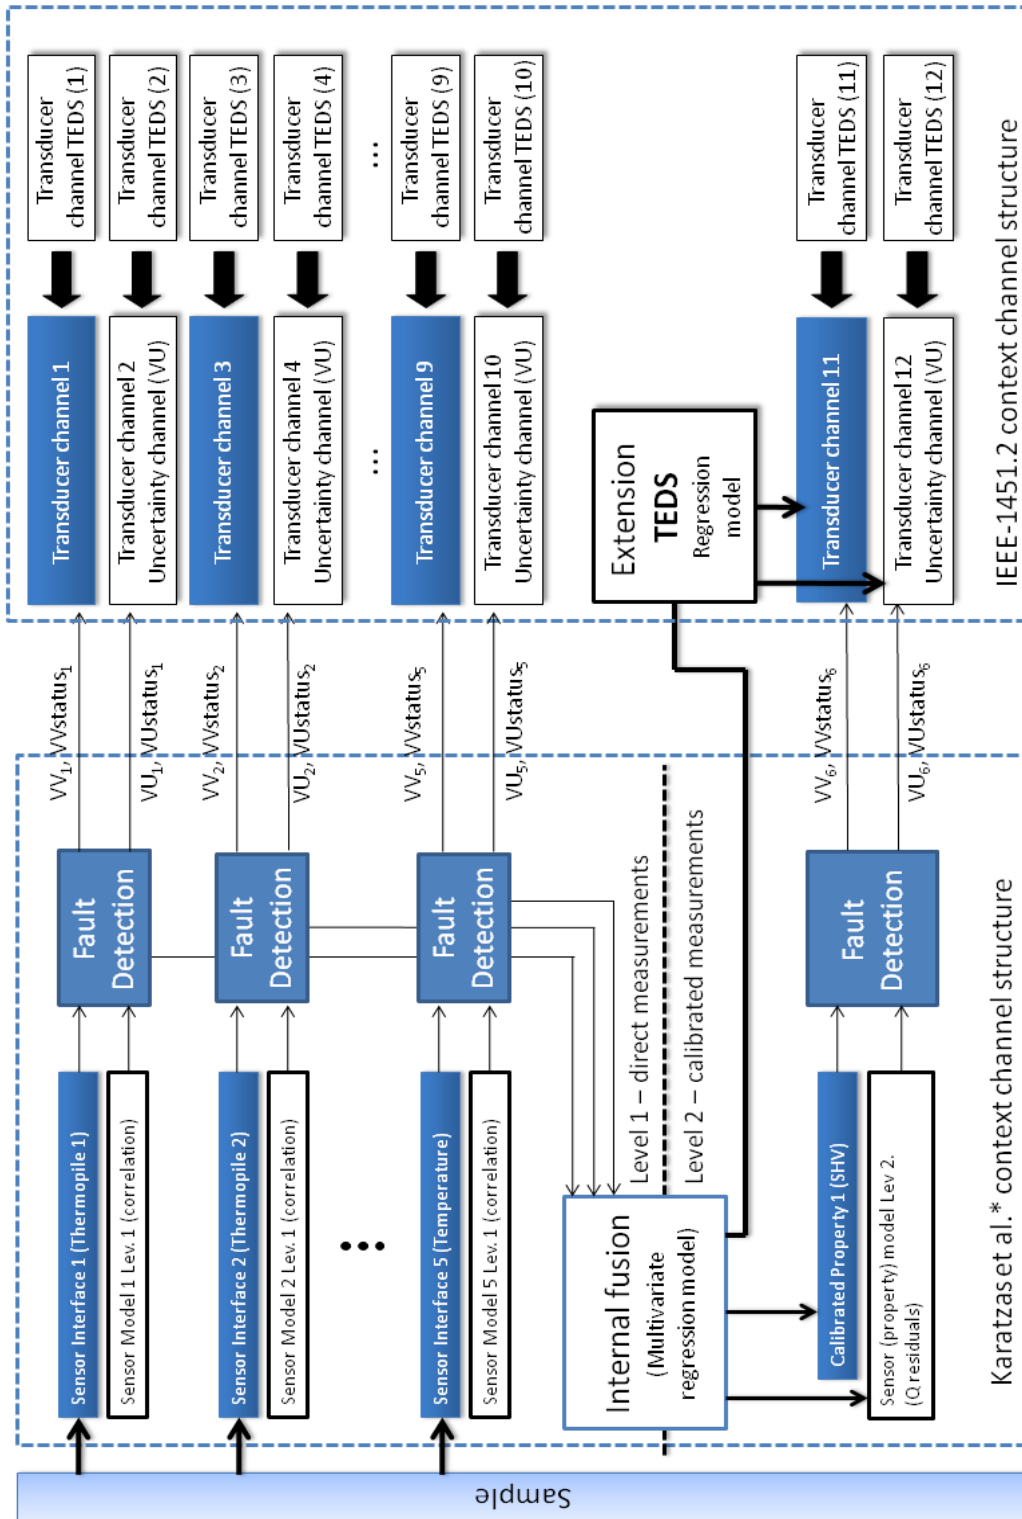 Sample
Sensor Interface 1 (Thermopile 1)
Sensor Model 1 Lev. 1 (correlation)
Sensor Interface 2 (Thermopile 2)
Sensor Model 2 Lev. 1 (correlation)
•••
Sensor Interface 5 (Temperature)
Sensor Model 5 Lev. 1 (correlation)
Internal fusion
(Multivariate
regression model)
Calibrated Property 1 (SHV)
Sensor (property) model Lev 2.
(Q residuals)
Karatzas et al.* context channel structure
Fault
Detection
Fault
Detection
Fault
Detection
Level 1 – direct measurements
Level 2 – calibrated measurements
Fault
Detection
VV₁, VVstatus₁
VU₁, VUstatus₁
VV₂, VVstatus₂
VU₂, VUstatus₂
VV₅, VVstatus₅
VU₅, VUstatus₅
VV₆, VVstatus₆
VU₆, VUstatus₆
Transducer channel 1
Transducer channel 2
Uncertainty channel (VU)
Transducer channel 3
Transducer channel 4
Uncertainty channel (VU)
...
Transducer channel 9
Transducer channel 10
Uncertainty channel (VU)
Extension
TEDS
Regression
model
Transducer channel 11
Transducer channel 12
Uncertainty channel (VU)
Transducer
channel TEDS (1)
Transducer
channel TEDS (2)
Transducer
channel TEDS (3)
Transducer
channel TEDS (4)
...
Transducer
channel TEDS (9)
Transducer
channel TEDS (10)
Transducer
channel TEDS (11)
Transducer
channel TEDS (12)
IEEE-1451.2 context channel structure